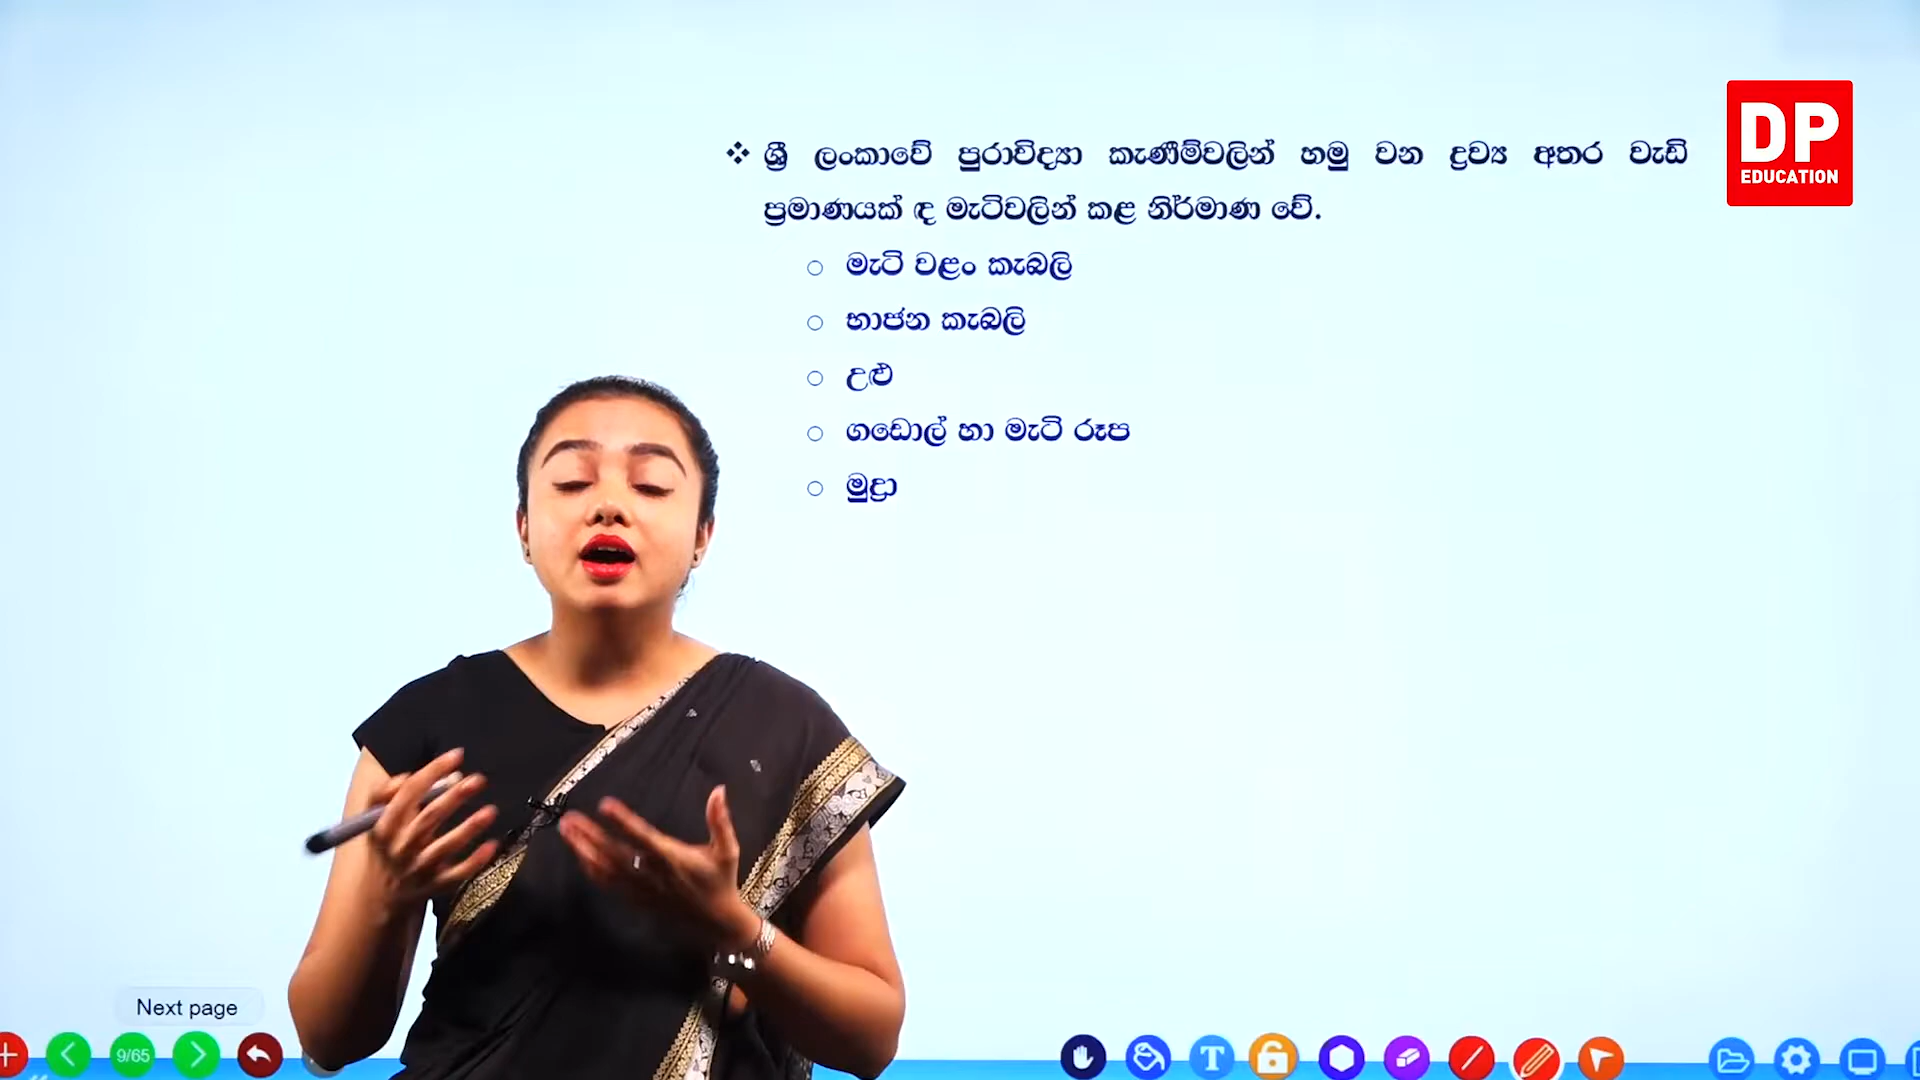 DP
EDUCATION
❖ ශ්‍රී ලංකාවේ පුරාවිද්‍යා කැණීම්වලින් හමු වන ද්‍රව්‍ය අතර වැඩි
ප්‍රමාණයක් ඳ මැටිවලින් කළ නිර්මාණ වේ.
○ මැටි වළං කැබලි
○ භාජන කැබලි
○ උළු
○ ගඩොල් හා මැටි රූප
○ මුද්‍රා
Next page
9/65
T